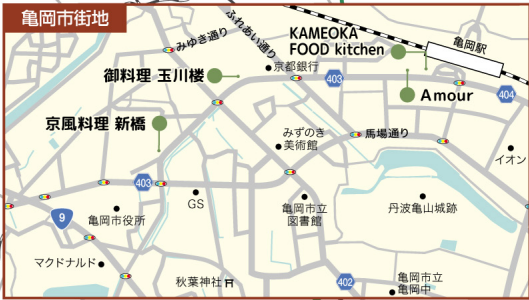 亀岡市街地
みゆき通り
ふれあい通り
KAMEOKA
FOOD kitchen
亀岡駅
御料理 玉川楼
京都銀行
403
404
Amour
京風料理 新橋
みずのき
美術館
馬場通り
イオン
403
9
亀岡市役所
GS
亀岡市立
図書館
丹波亀山城跡
マクドナルド
秋葉神社
402
亀岡市立
亀岡中